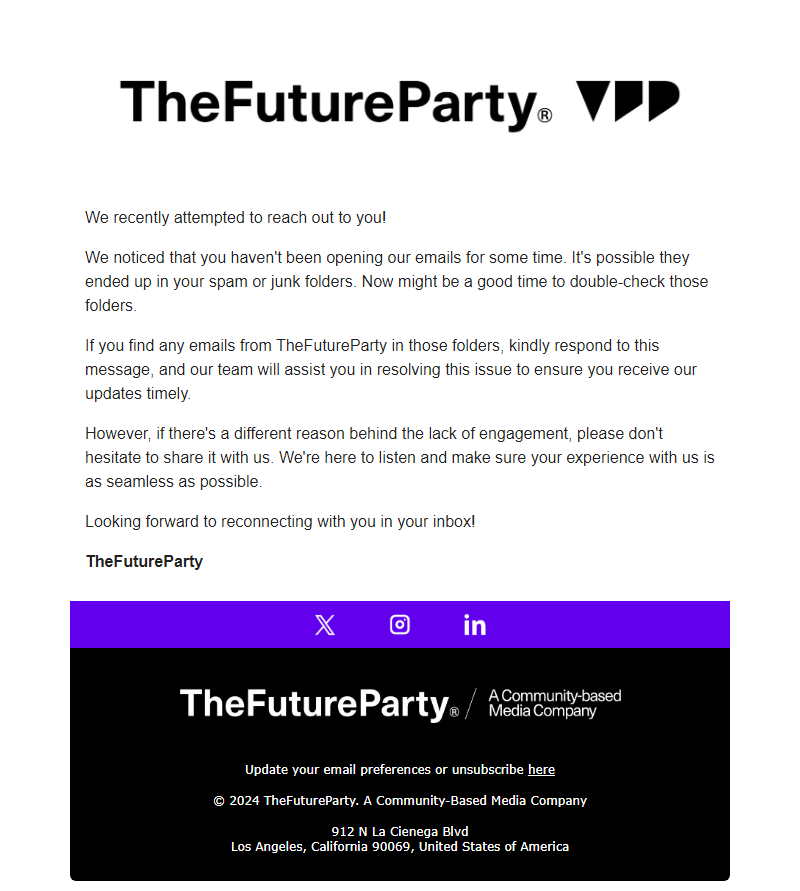 TheFutureParty®
We recently attempted to reach out to you!
We noticed that you haven't been opening our emails for some time. It's possible they
ended up in your spam or junk folders. Now might be a good time to double-check those
folders.
If you find any emails from TheFutureParty in those folders, kindly respond to this
message, and our team will assist you in resolving this issue to ensure you receive our
updates timely.
However, if there's a different reason behind the lack of engagement, please don't
hesitate to share it with us. We're here to listen and make sure your experience with us is
as seamless as possible.
Looking forward to reconnecting with you in your inbox!
TheFutureParty
TheFutureParty® / A Community-based
Media Company
Update your email preferences or unsubscribe here
© 2024 TheFutureParty. A Community-Based Media Company
912 N La Cienega Blvd
Los Angeles, California 90069, United States of America